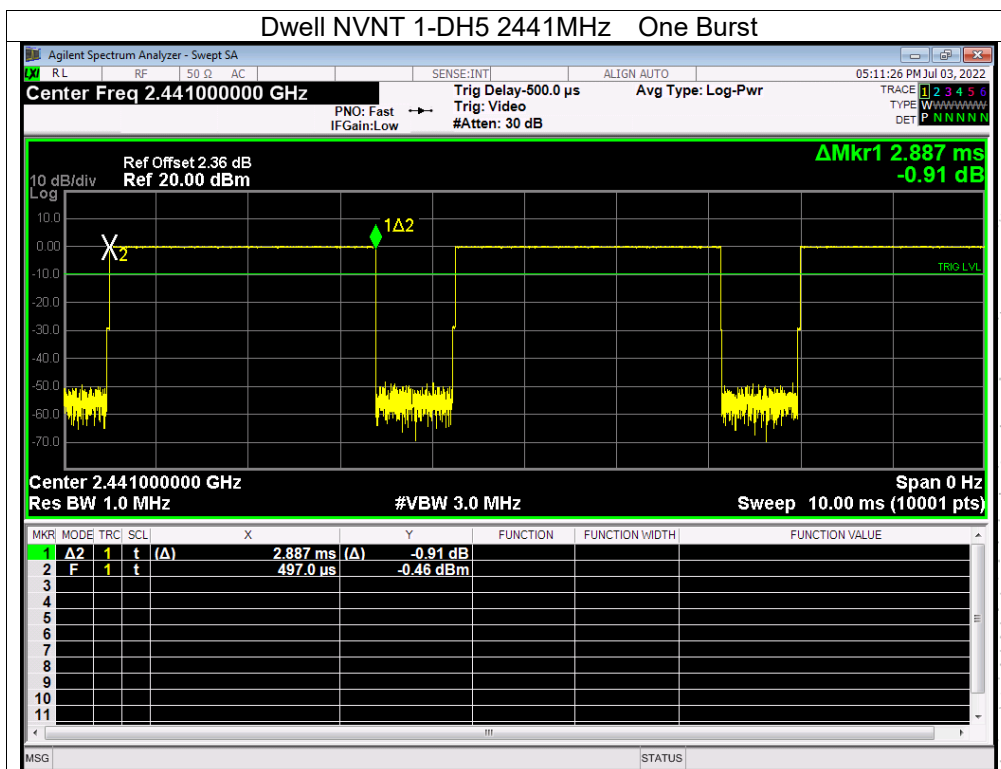 Dwell NVNT 1-DH5 2441MHz One Burst
Agilent Spectrum Analyzer - Swept SA
LXI RL RF 50 Ω AC SENSE:INT ALIGN AUTO 05:11:26 PM Jul 03, 2022
Center Freq 2.441000000 GHz
PNO: Fast
IFGain:Low
Trig Delay-500.0 µs
Trig: Video
#Atten: 30 dB
Avg Type: Log-Pwr
TRACE 1 2 3 4 5 6
TYPE WWWWWW
DET P N N N N N
Ref Offset 2.36 dB
10 dB/div Ref 20.00 dBm
Log
ΔMkr1 2.887 ms
-0.91 dB
10.0
0.00
-10.0
-20.0
-30.0
-40.0
-50.0
-60.0
-70.0
2
1Δ2
TRIG LVL
Center 2.441000000 GHz Span 0 Hz
Res BW 1.0 MHz #VBW 3.0 MHz Sweep 10.00 ms (10001 pts)
MKR MODE TRC SCL X Y FUNCTION FUNCTION WIDTH FUNCTION VALUE
1 Δ2 1 t (Δ) 2.887 ms (Δ) -0.91 dB
2 F 1 t 497.0 µs -0.46 dBm
3
4
5
6
7
8
9
10
11
MSG STATUS